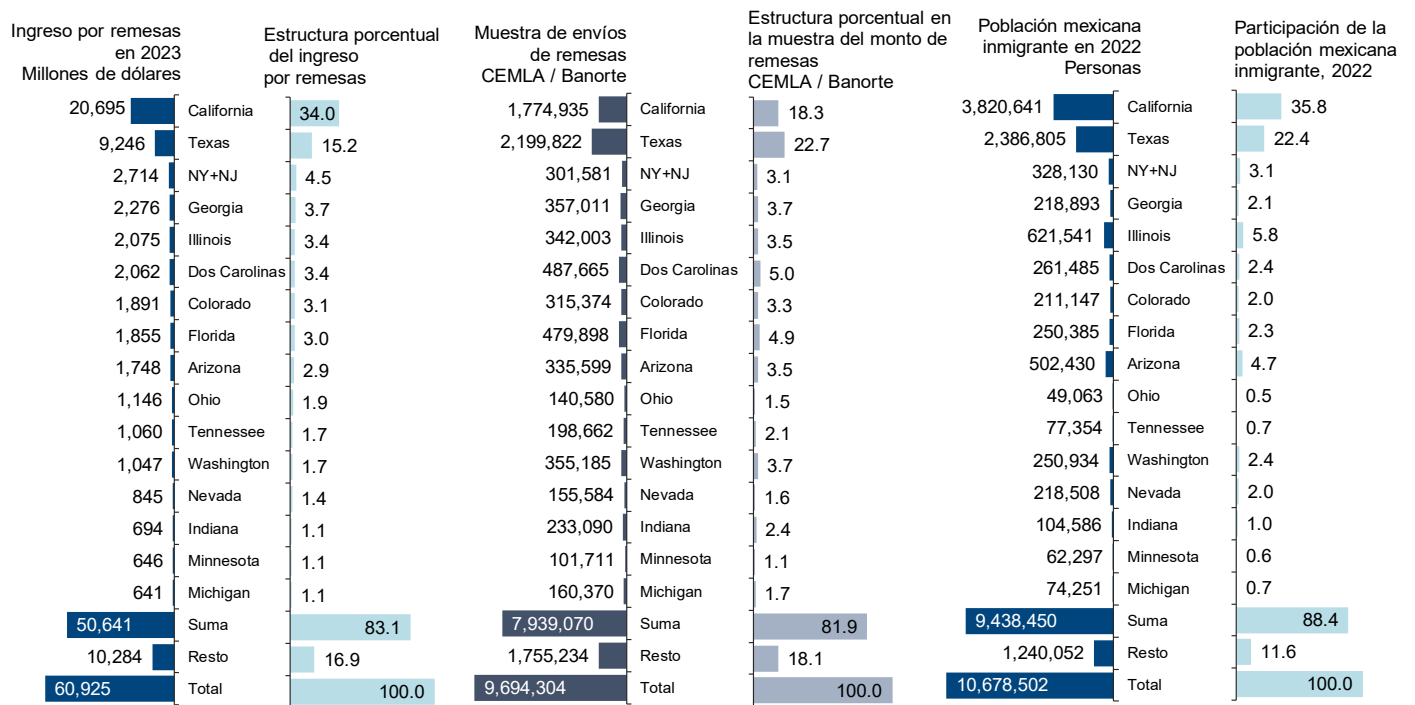 Ingreso por remesas
en 2023
Millones de dólares
20,695 California
9,246 Texas
2,714 NY+NJ
2,276 Georgia
2,075 Illinois
2,062 Dos Carolinas
1,891 Colorado
1,855 Florida
1,748 Arizona
1,146 Ohio
1,060 Tennessee
1,047 Washington
845 Nevada
694 Indiana
646 Minnesota
641 Michigan
50,641 Suma
10,284 Resto
60,925 Total
Estructura porcentual
del ingreso
por remesas
34.0
15.2
4.5
3.7
3.4
3.4
3.1
3.0
2.9
1.9
1.7
1.7
1.4
1.1
1.1
1.1
83.1
16.9
100.0
Muestra de envíos
de remesas
CEMLA / Banorte
1,774,935 California
2,199,822 Texas
301,581 NY+NJ
357,011 Georgia
342,003 Illinois
487,665 Dos Carolinas
315,374 Colorado
479,898 Florida
335,599 Arizona
140,580 Ohio
198,662 Tennessee
355,185 Washington
155,584 Nevada
233,090 Indiana
101,711 Minnesota
160,370 Michigan
7,939,070 Suma
1,755,234 Resto
9,694,304 Total
Estructura porcentual en
la muestra del monto de
remesas
CEMLA / Banorte
18.3
22.7
3.1
3.7
3.5
5.0
3.3
4.9
3.5
1.5
2.1
3.7
1.6
2.4
1.1
1.7
81.9
18.1
100.0
Población mexicana
inmigrante en 2022
Personas
3,820,641 California
2,386,805 Texas
328,130 NY+NJ
218,893 Georgia
621,541 Illinois
261,485 Dos Carolinas
211,147 Colorado
250,385 Florida
502,430 Arizona
49,063 Ohio
77,354 Tennessee
250,934 Washington
218,508 Nevada
104,586 Indiana
62,297 Minnesota
74,251 Michigan
9,438,450 Suma
1,240,052 Resto
10,678,502 Total
Participación de la
población mexicana
inmigrante, 2022
35.8
22.4
3.1
2.1
5.8
2.4
2.0
2.3
4.7
0.5
0.7
2.4
2.0
1.0
0.6
0.7
88.4
11.6
100.0